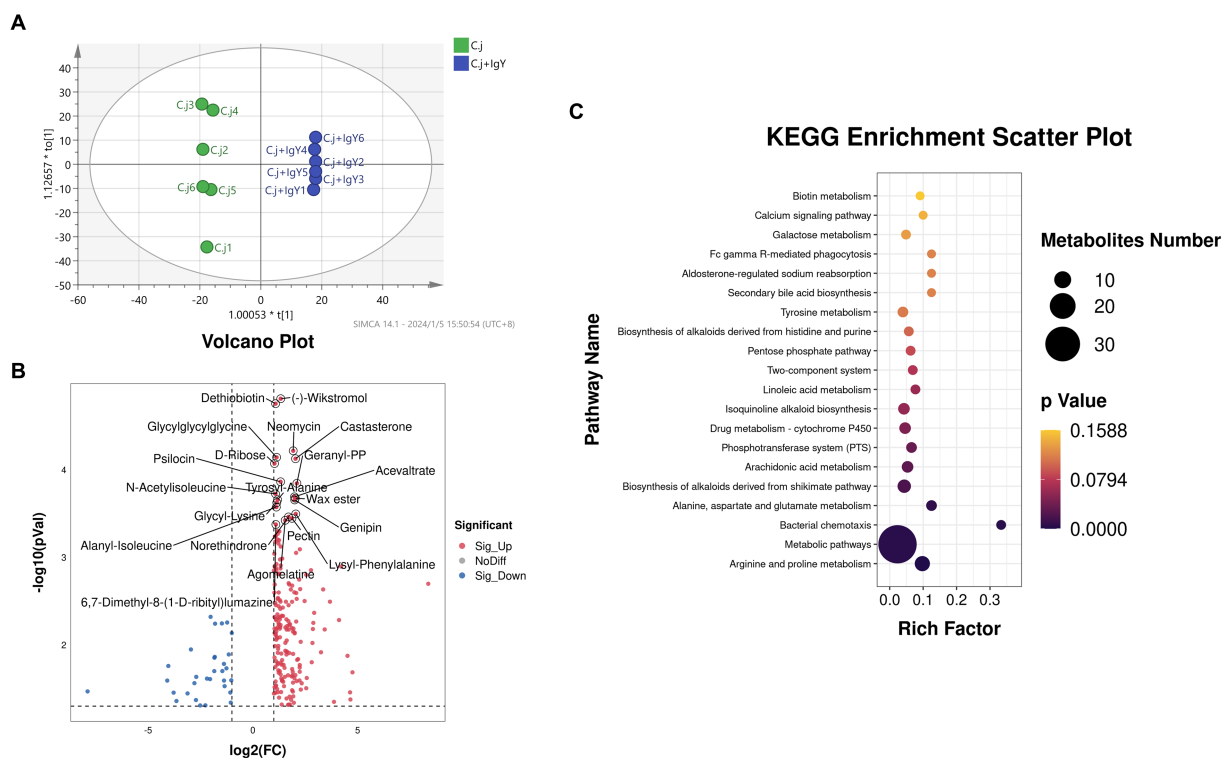 A
C.j
C.j+IgY
40
30
20
10
0
-10
-20
-30
-40
-50
-60
-40
-20
0
20
40
1.12657 * to[1]
1.00053 * t[1]
C.j3
C.j4
C.j2
C.j6
C.j5
C.j1
C.j+IgY6
C.j+IgY4
C.j+IgY2
C.j+IgY5
C.j+IgY3
C.j+IgY1
SIMCA 14.1 - 2024/1/5 15:50:54 (UTC+8)
Volcano Plot
B
Dethiobiotin
(-)-Wikstromol
Glycylglycylglycine
Neomycin
Castasterone
D-Ribose
Geranyl-PP
Psilocin
Acevaltrate
N-Acetylisoleucine
Tyrosyl-Alanine
Wax ester
Glycyl-Lysine
Genipin
Alanyl-Isoleucine
Norethindrone
Pectin
Lysyl-Phenylalanine
Agomelatine
6,7-Dimethyl-8-(1-D-ribityl)lumazine
4
3
2
-5
0
5
-log10(pVal)
log2(FC)
Significant
Sig_Up
NoDiff
Sig_Down
C
KEGG Enrichment Scatter Plot
Pathway Name
Biotin metabolism
Calcium signaling pathway
Galactose metabolism
Fc gamma R-mediated phagocytosis
Aldosterone-regulated sodium reabsorption
Secondary bile acid biosynthesis
Tyrosine metabolism
Biosynthesis of alkaloids derived from histidine and purine
Pentose phosphate pathway
Two-component system
Linoleic acid metabolism
Isoquinoline alkaloid biosynthesis
Drug metabolism - cytochrome P450
Phosphotransferase system (PTS)
Arachidonic acid metabolism
Biosynthesis of alkaloids derived from shikimate pathway
Alanine, aspartate and glutamate metabolism
Bacterial chemotaxis
Metabolic pathways
Arginine and proline metabolism
0.0
0.1
0.2
0.3
Rich Factor
Metabolites Number
10
20
30
p Value
0.1588
0.0794
0.0000